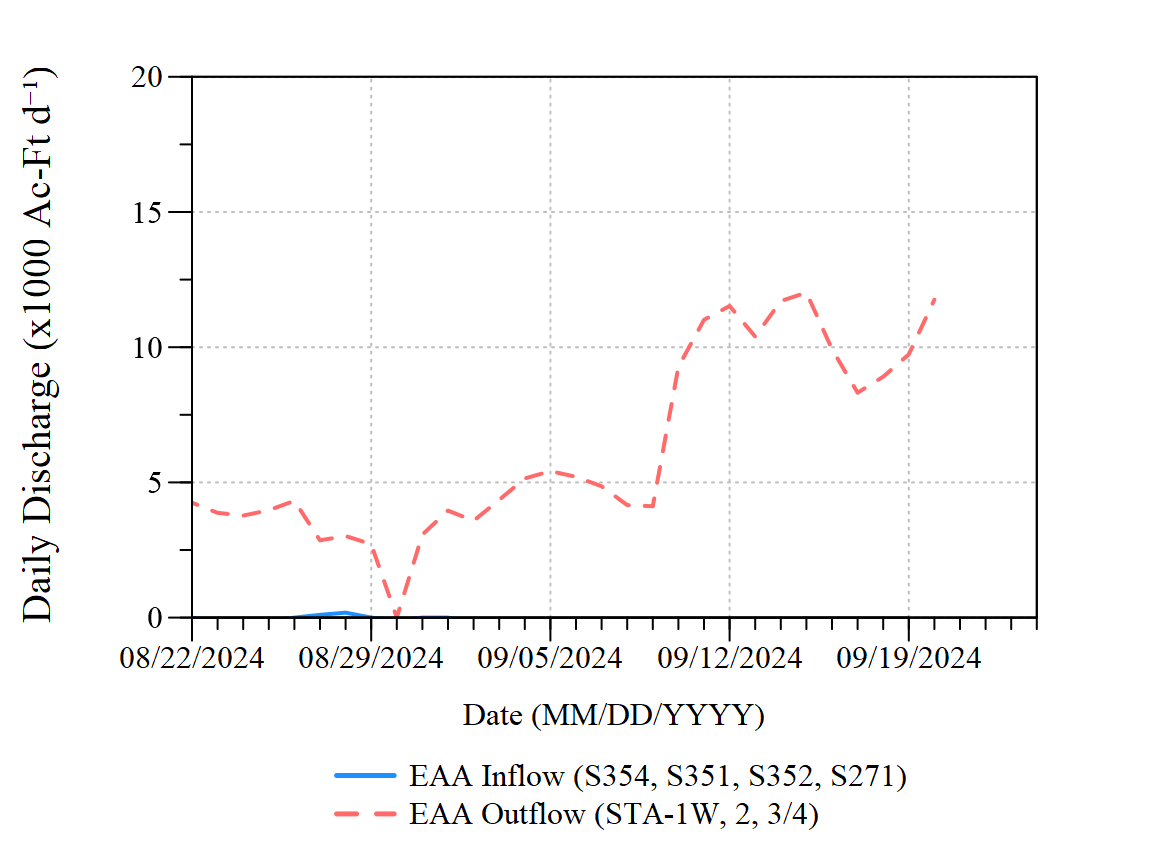 Daily Discharge (x1000 Ac-Ft d⁻¹)
20
15
10
5
0
08/22/2024 08/29/2024 09/05/2024 09/12/2024 09/19/2024
Date (MM/DD/YYYY)
EAA Inflow (S354, S351, S352, S271)
EAA Outflow (STA-1W, 2, 3/4)